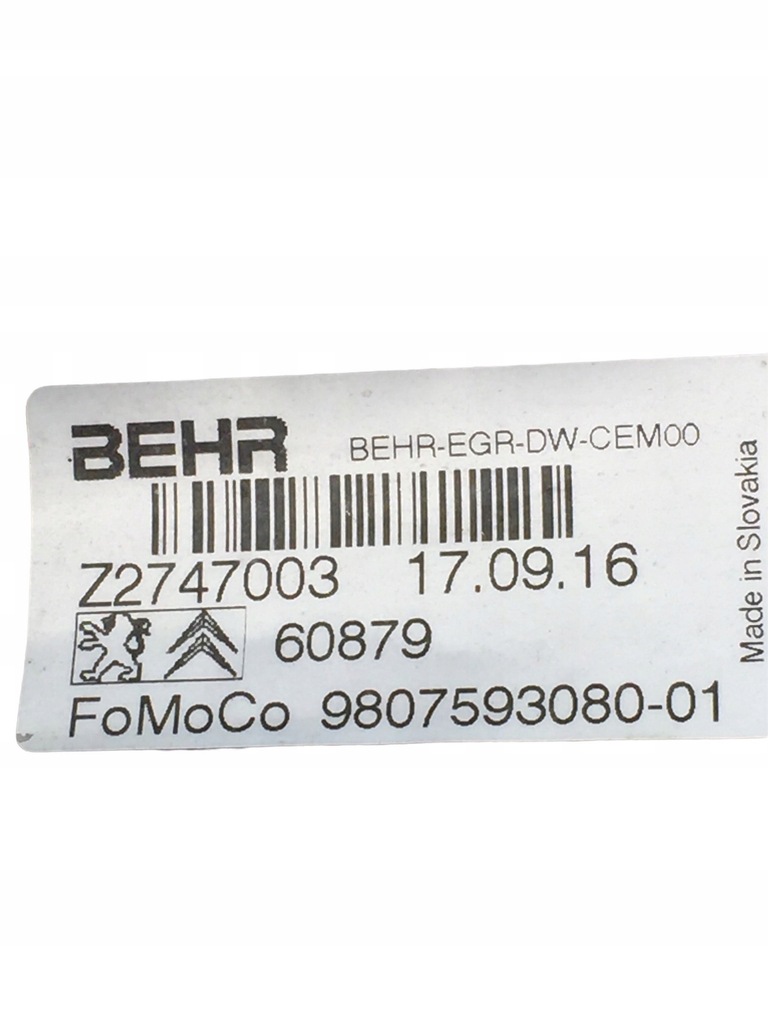 BEHR BEHR-EGR-DW-CEM00
Z2747003 17.09.16
60879
FoMoCo 9807593080-01
Made in Slovakia